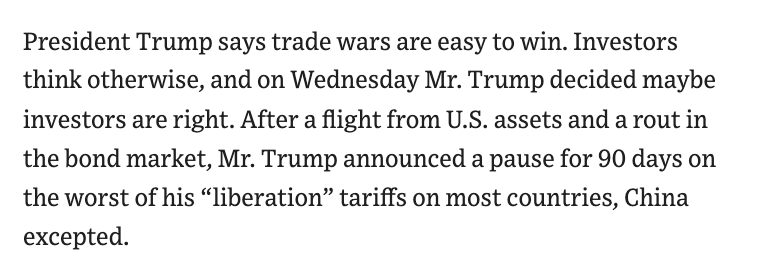 President Trump says trade wars are easy to win. Investors
think otherwise, and on Wednesday Mr. Trump decided maybe
investors are right. After a flight from U.S. assets and a rout in
the bond market, Mr. Trump announced a pause for 90 days on
the worst of his “liberation” tariffs on most countries, China
excepted.